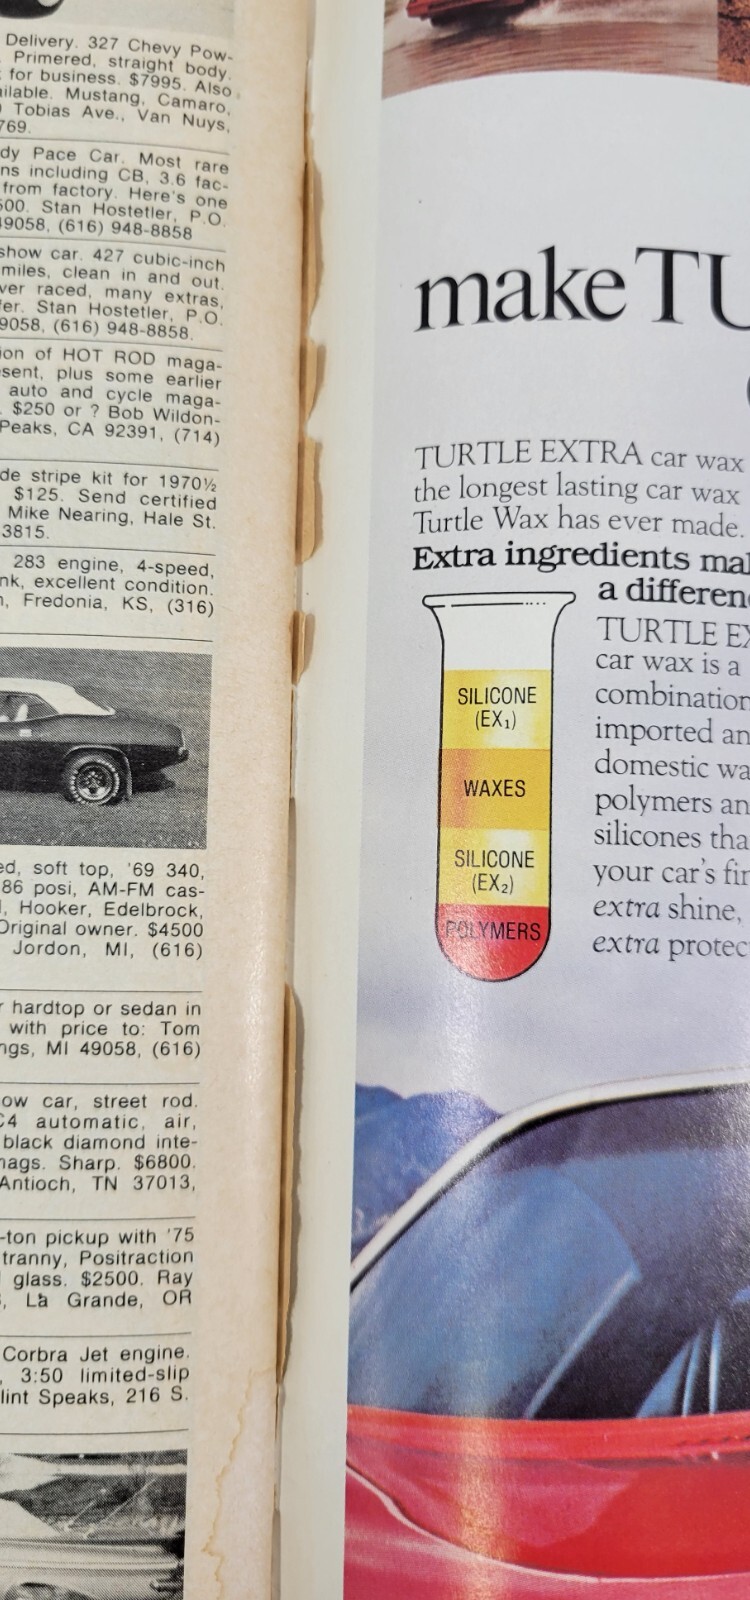 Delivery. 327 Chevy Pow-
Primered, straight body.
for business. $7995. Also
ilable. Mustang, Camaro,
Tobias Ave., Van Nuys,
769.
dy Pace Car. Most rare
ns including CB, 3.6 fac-
from factory. Here's one
500. Stan Hostetler, P.O.
49058, (616) 948-8858
show car. 427 cubic-inch
miles, clean in and out.
ver raced, many extras,
fer. Stan Hostetler, P.O.
9058, (616) 948-8858.
ion of HOT ROD maga-
esent, plus some earlier
auto and cycle maga-
. $250 or ? Bob Wildon-
Peaks, CA 92391, (714)
de stripe kit for 1970½
$125. Send certified
Mike Nearing, Hale St.
3815.
283 engine, 4-speed,
nk, excellent condition.
n, Fredonia, KS, (316)
ed, soft top, '69 340,
86 posi, AM-FM cas-
l, Hooker, Edelbrock,
Original owner. $4500
Jordon, MI, (616)
r hardtop or sedan in
with price to: Tom
ngs, MI 49058, (616)
ow car, street rod.
C4 automatic, air,
black diamond inte-
mags. Sharp. $6800.
Antioch, TN 37013,
-ton pickup with '75
tranny, Positraction
glass. $2500. Ray
, La Grande, OR
Corbra Jet engine.
, 3:50 limited-slip
lint Speaks, 216 S.
make TU
TURTLE EXTRA car wax
the longest lasting car wax
Turtle Wax has ever made.
Extra ingredients mak
a differenc
TURTLE EX
car wax is a
combination
imported an
domestic wa
polymers an
silicones tha
your car's fin
extra shine,
extra protec
SILICONE
(EX₁)
WAXES
SILICONE
(EX₂)
POLYMERS